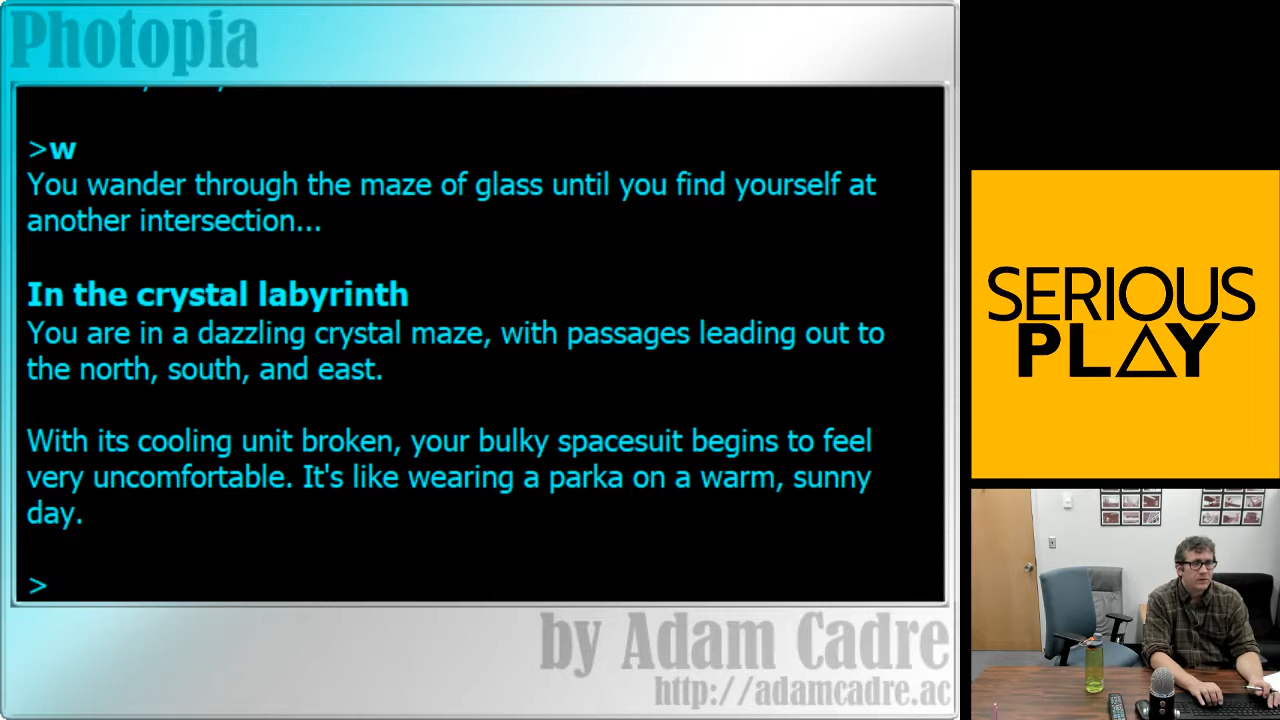 Photopia
>w
You wander through the maze of glass until you find yourself at
another intersection...
In the crystal labyrinth
You are in a dazzling crystal maze, with passages leading out to
the north, south, and east.
With its cooling unit broken, your bulky spacesuit begins to feel
very uncomfortable. It's like wearing a parka on a warm, sunny
day.
>
by Adam Cadre
http://adamcadre.ac
SERIOUS
PLAY